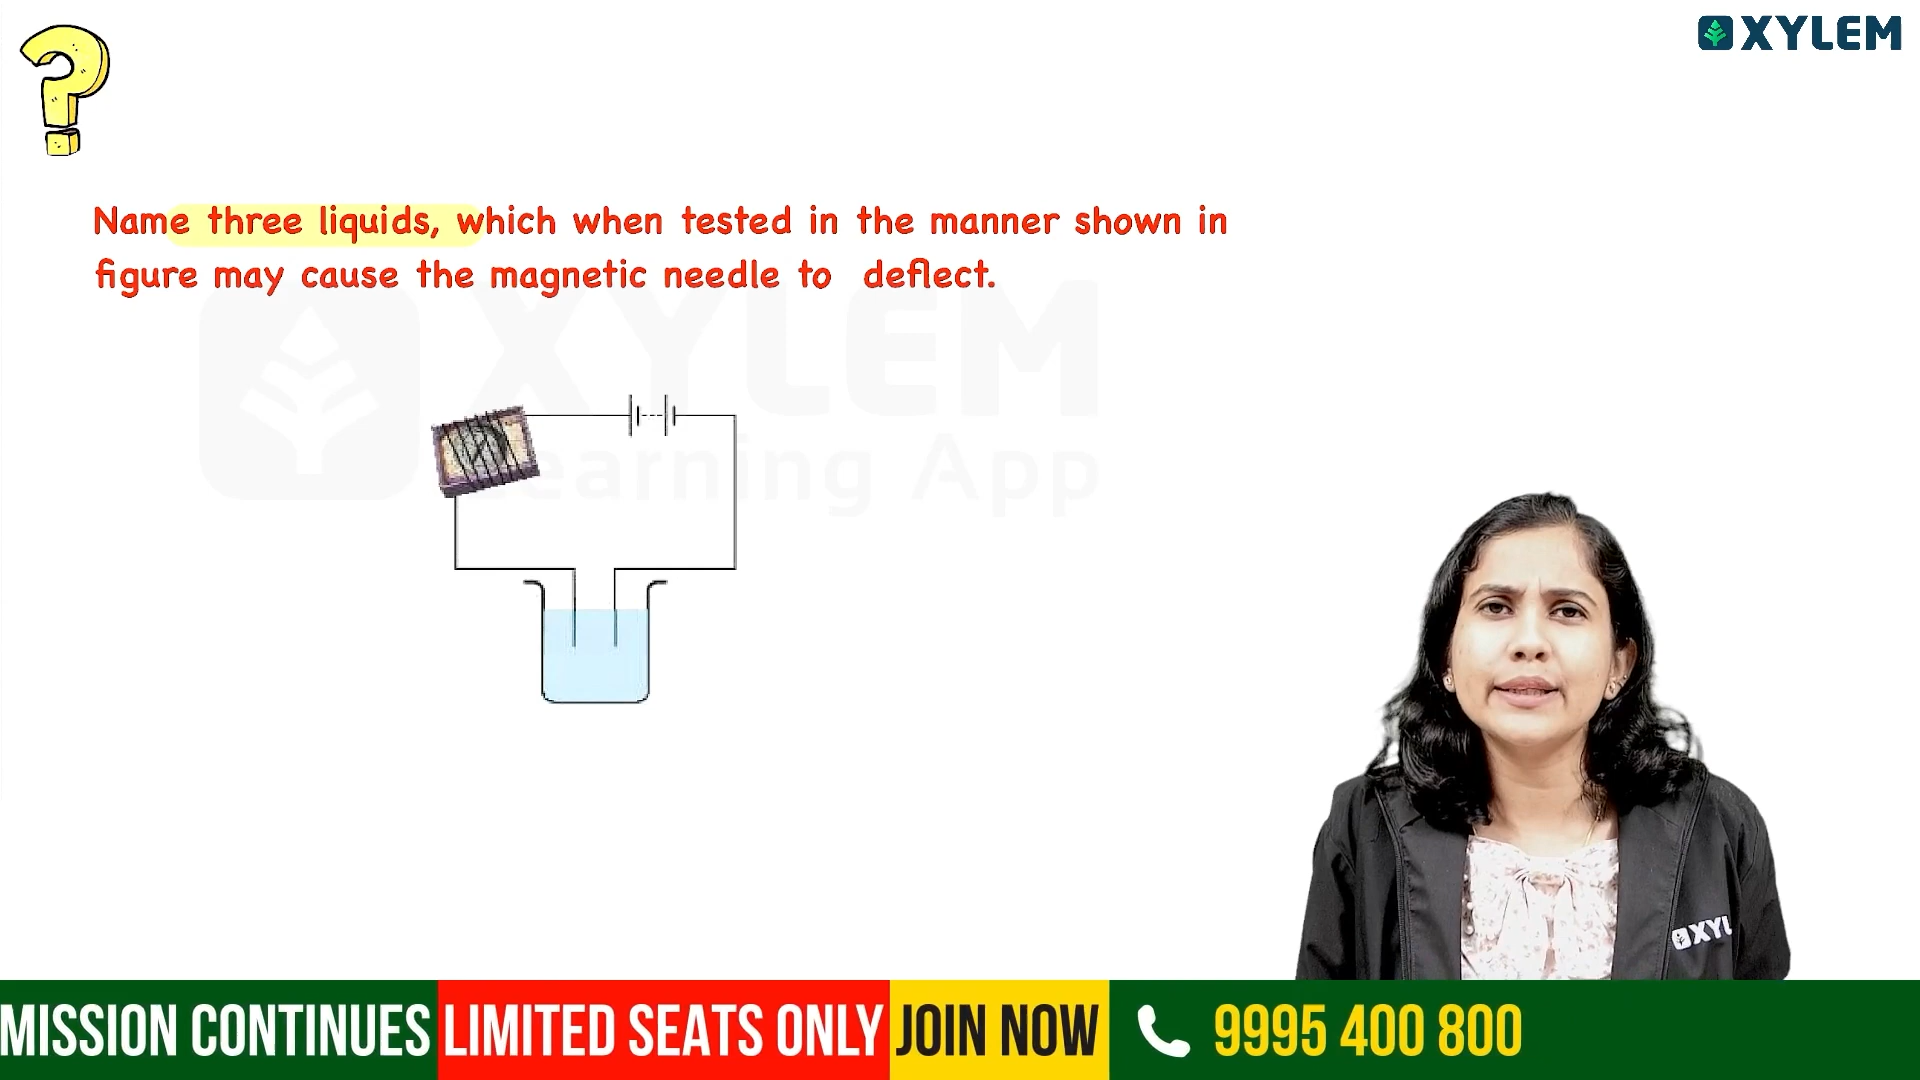 XYLEM
Name three liquids, which when tested in the manner shown in
figure may cause the magnetic needle to deflect.
XYLEM
Learning App
XYL
MISSION CONTINUES LIMITED SEATS ONLY JOIN NOW 9995 400 800